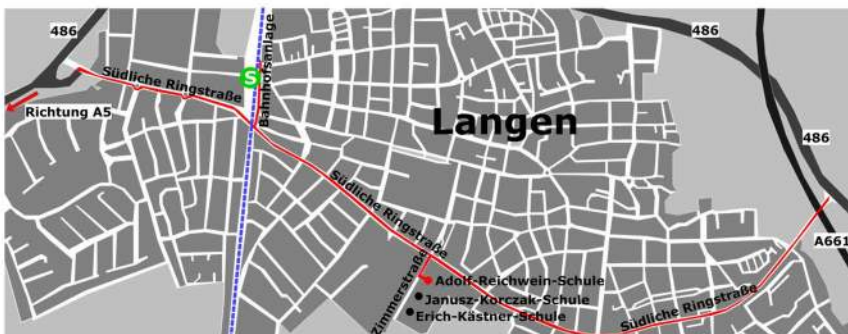 486
486
Südliche Ringstraße
S
Bahnhofsanlage
Richtung A5
Langen
486
Südliche Ringstraße
A661
Zimmerstraße
Adolf-Reichwein-Schule
Janusz-Korczak-Schule
Erich-Kästner-Schule
Südliche Ringstraße